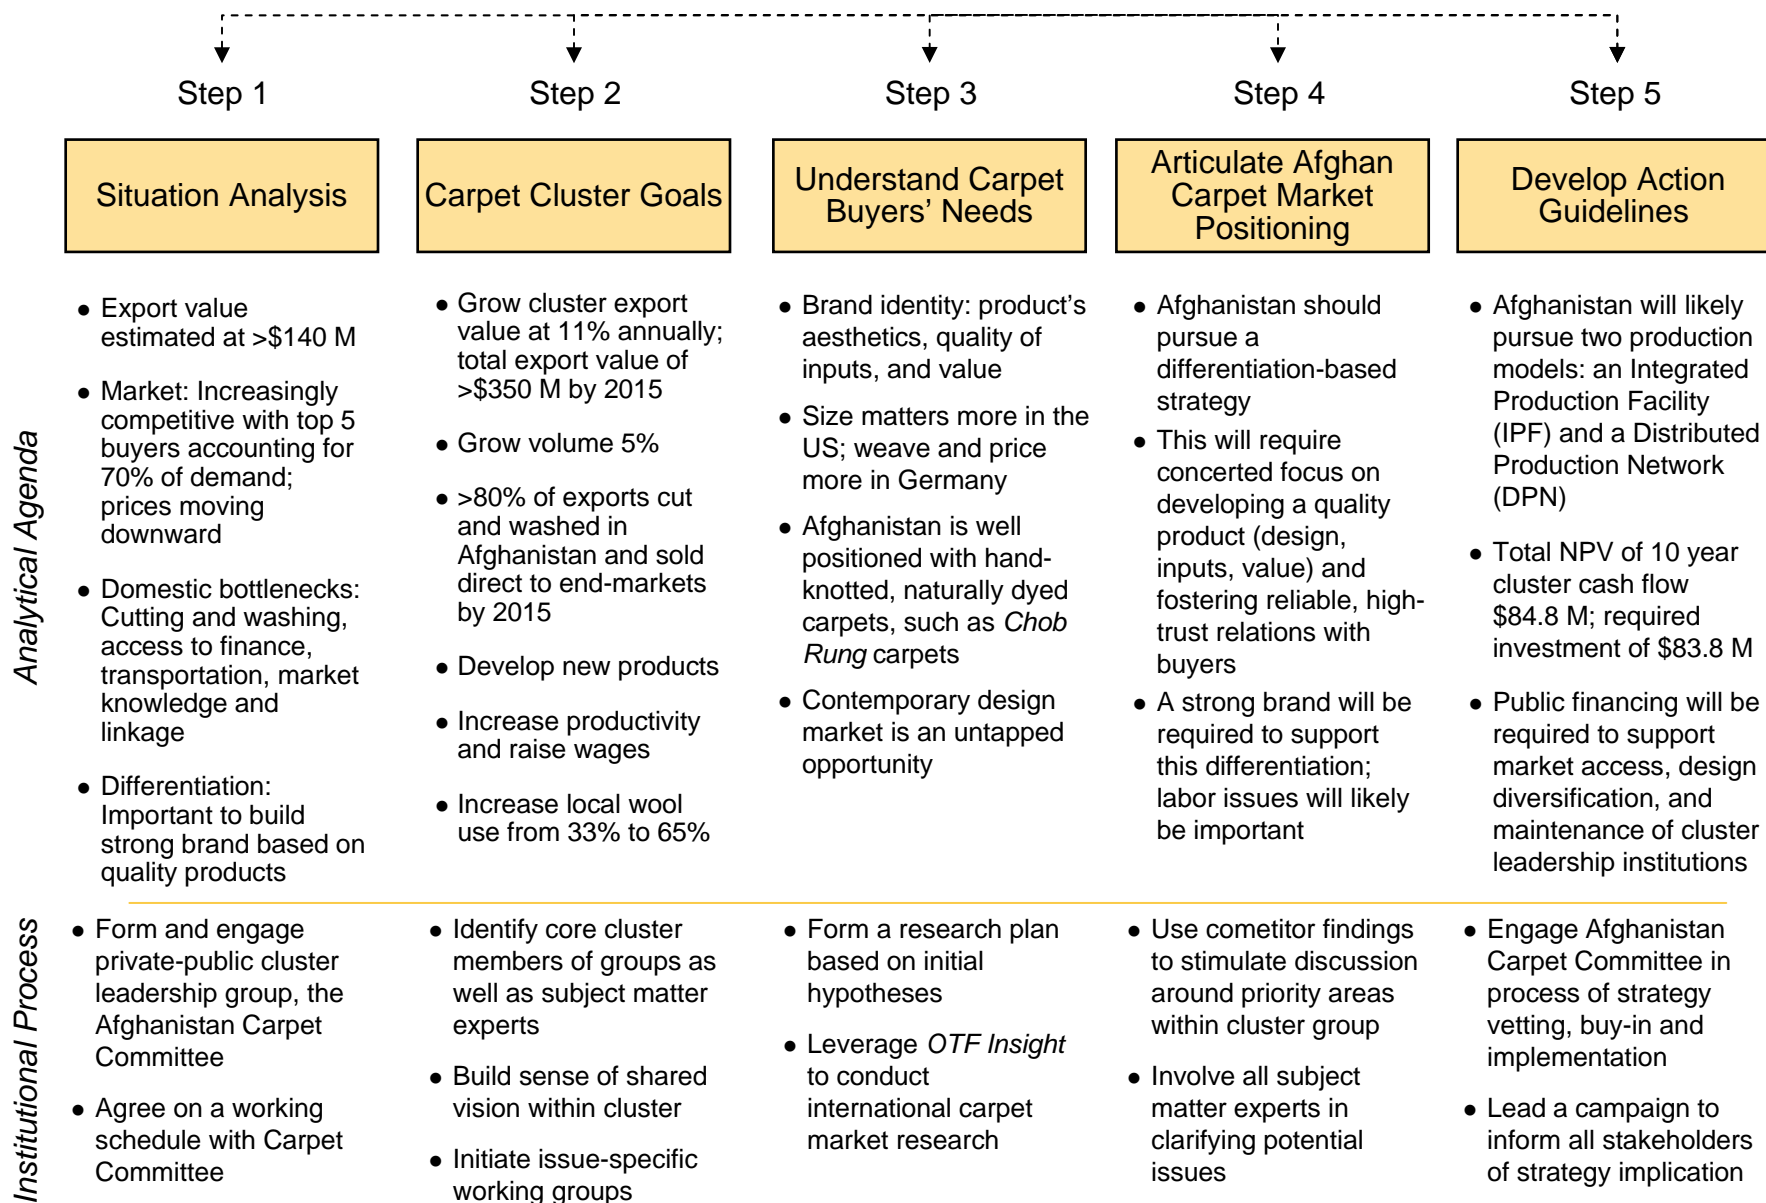 Step 1
Step 2
Step 3
Step 4
Step 5
Situation Analysis
Carpet Cluster Goals
Understand Carpet
Buyers' Needs
Articulate Afghan
Carpet Market
Positioning
Develop Action
Guidelines
Analytical Agenda
● Export value
estimated at >$140 M
● Market: Increasingly
competitive with top 5
buyers accounting for
70% of demand;
prices moving
downward
● Domestic bottlenecks:
Cutting and washing,
access to finance,
transportation, market
knowledge and
linkage
● Differentiation:
Important to build
strong brand based on
quality products
● Grow cluster export
value at 11% annually;
total export value of
>$350 M by 2015
● Grow volume 5%
● >80% of exports cut
and washed in
Afghanistan and sold
direct to end-markets
by 2015
● Develop new products
● Increase productivity
and raise wages
● Increase local wool
use from 33% to 65%
● Brand identity: product's
aesthetics, quality of
inputs, and value
● Size matters more in the
US; weave and price
more in Germany
● Afghanistan is well
positioned with hand-
knotted, naturally dyed
carpets, such as Chob
Rung carpets
● Contemporary design
market is an untapped
opportunity
● Afghanistan should
pursue a
differentiation-based
strategy
● This will require
concerted focus on
developing a quality
product (design,
inputs, value) and
fostering reliable, high-
trust relations with
buyers
● A strong brand will be
required to support
this differentiation;
labor issues will likely
be important
● Afghanistan will likely
pursue two production
models: an Integrated
Production Facility
(IPF) and a Distributed
Production Network
(DPN)
● Total NPV of 10 year
cluster cash flow
$84.8 M; required
investment of $83.8 M
● Public financing will be
required to support
market access, design
diversification, and
maintenance of cluster
leadership institutions
Institutional Process
● Form and engage
private-public cluster
leadership group, the
Afghanistan Carpet
Committee
● Agree on a working
schedule with Carpet
Committee
● Identify core cluster
members of groups as
well as subject matter
experts
● Build sense of shared
vision within cluster
● Initiate issue-specific
working groups
● Form a research plan
based on initial
hypotheses
● Leverage OTF Insight
to conduct
international carpet
market research
● Use cometitor findings
to stimulate discussion
around priority areas
within cluster group
● Involve all subject
matter experts in
clarifying potential
issues
● Engage Afghanistan
Carpet Committee in
process of strategy
vetting, buy-in and
implementation
● Lead a campaign to
inform all stakeholders
of strategy implication